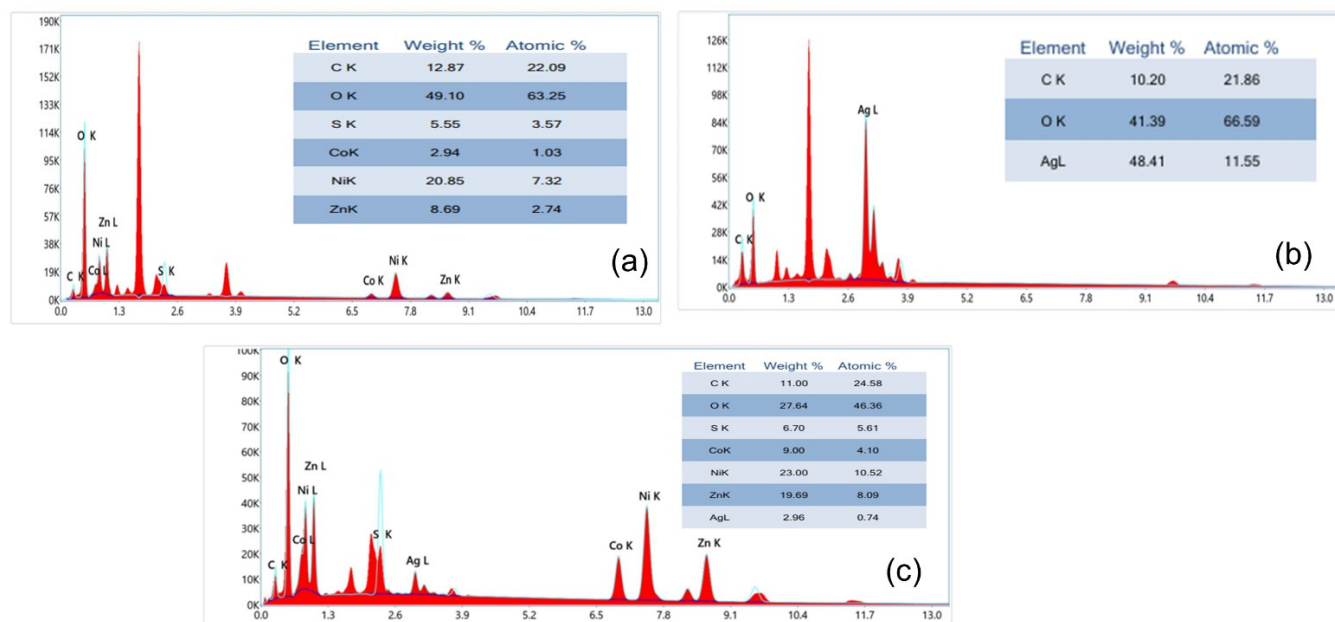 190K
171K
152K
133K
114K
95K
76K
57K
38K
19K
0K
O K
Zn L
Ni L
Co L
C K
S K
Co K
Ni K
Zn K
0.0 1.3 2.6 3.9 5.2 6.5 7.8 9.1 10.4 11.7 13.0
Element Weight % Atomic %
C K 12.87 22.09
O K 49.10 63.25
S K 5.55 3.57
CoK 2.94 1.03
NiK 20.85 7.32
ZnK 8.69 2.74
(a)
126K
112K
98K
84K
70K
56K
42K
28K
14K
0K
Ag L
O K
C K
0.0 1.3 2.6 3.9 5.2 6.5 7.8 9.1 10.4 11.7 13.0
Element Weight % Atomic %
C K 10.20 21.86
O K 41.39 66.59
AgL 48.41 11.55
(b)
100K
90K
80K
70K
60K
50K
40K
30K
20K
10K
0K
O K
Zn L
Ni L
Co L
C K
S K
Ag L
Co K
Ni K
Zn K
0.0 1.3 2.6 3.9 5.2 6.5 7.8 9.1 10.4 11.7 13.0
Element Weight % Atomic %
C K 11.00 24.58
O K 27.64 46.36
S K 6.70 5.61
CoK 9.00 4.10
NiK 23.00 10.52
ZnK 19.69 8.09
AgL 2.96 0.74
(c)